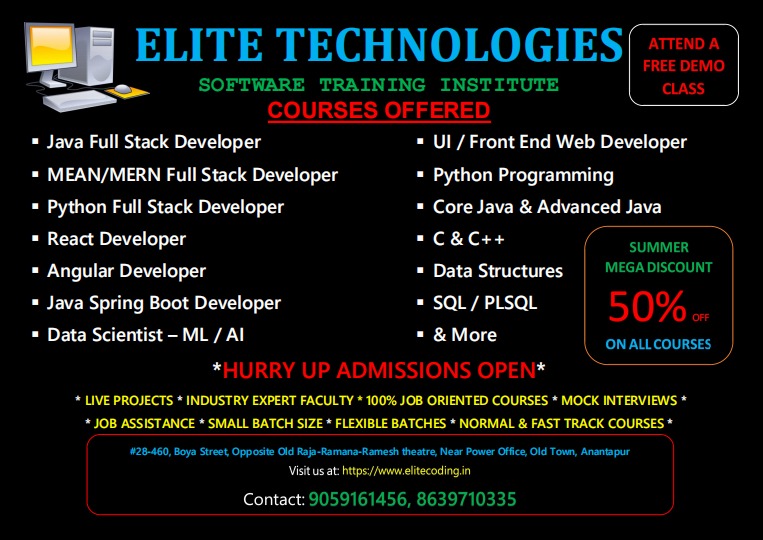 ELITE TECHNOLOGIES
SOFTWARE TRAINING INSTITUTE
COURSES OFFERED
ATTEND A
FREE DEMO
CLASS
▪ Java Full Stack Developer
▪ MEAN/MERN Full Stack Developer
▪ Python Full Stack Developer
▪ React Developer
▪ Angular Developer
▪ Java Spring Boot Developer
▪ Data Scientist – ML / AI
▪ UI / Front End Web Developer
▪ Python Programming
▪ Core Java & Advanced Java
▪ C & C++
▪ Data Structures
▪ SQL / PLSQL
▪ & More
SUMMER
MEGA DISCOUNT
50% OFF
ON ALL COURSES
*HURRY UP ADMISSIONS OPEN*
* LIVE PROJECTS * INDUSTRY EXPERT FACULTY * 100% JOB ORIENTED COURSES * MOCK INTERVIEWS *
* JOB ASSISTANCE * SMALL BATCH SIZE * FLEXIBLE BATCHES * NORMAL & FAST TRACK COURSES *
#28-460, Boya Street, Opposite Old Raja-Ramana-Ramesh theatre, Near Power Office, Old Town, Anantapur
Visit us at: https://www.elitecoding.in
Contact: 9059161456, 8639710335